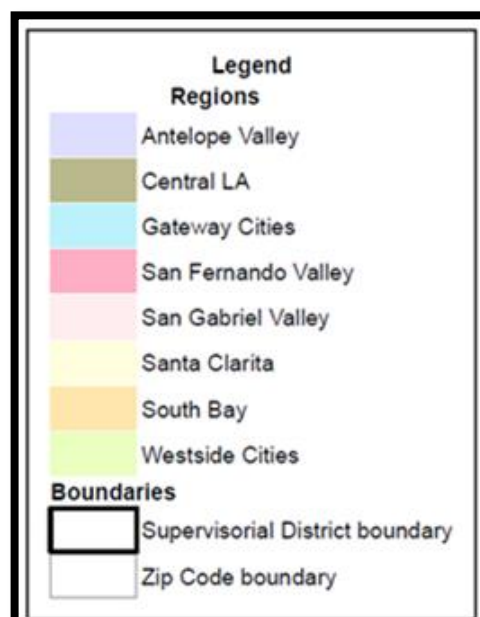 Legend
Regions
Antelope Valley
Central LA
Gateway Cities
San Fernando Valley
San Gabriel Valley
Santa Clarita
South Bay
Westside Cities
Boundaries
Supervisorial District boundary
Zip Code boundary